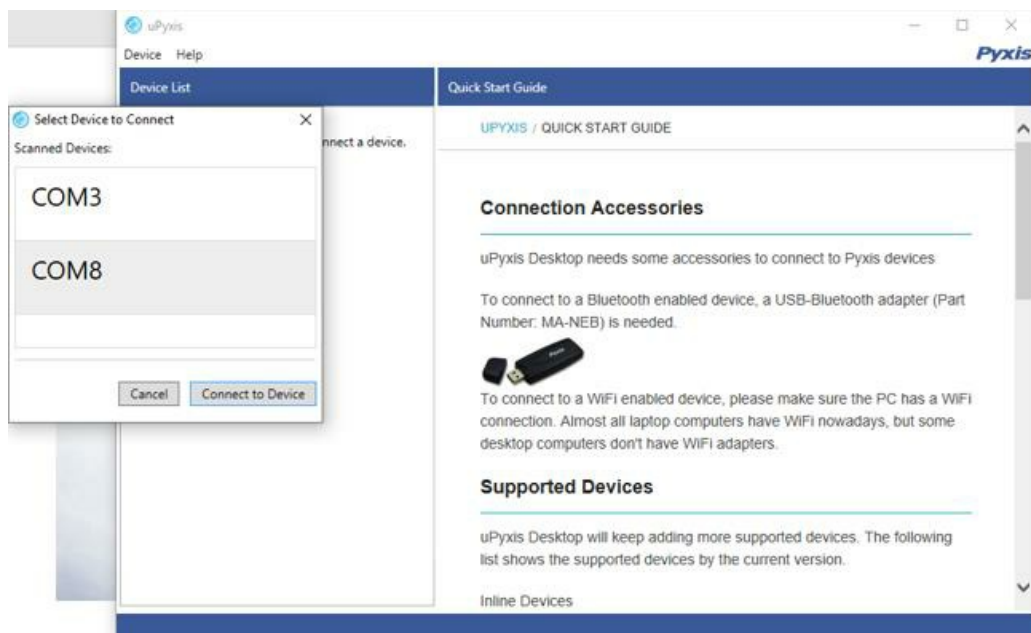 uPyxis
Device Help
Pyxis
Device List
Quick Start Guide
Select Device to Connect
Scanned Devices:
COM3
COM8
Cancel
Connect to Device
nnect a device.
UPYXIS / QUICK START GUIDE
Connection Accessories
uPyxis Desktop needs some accessories to connect to Pyxis devices
To connect to a Bluetooth enabled device, a USB-Bluetooth adapter (Part
Number: MA-NEB) is needed.
Pyxis
To connect to a WiFi enabled device, please make sure the PC has a WiFi
connection. Almost all laptop computers have WiFi nowadays, but some
desktop computers don't have WiFi adapters.
Supported Devices
uPyxis Desktop will keep adding more supported devices. The following
list shows the supported devices by the current version.
Inline Devices